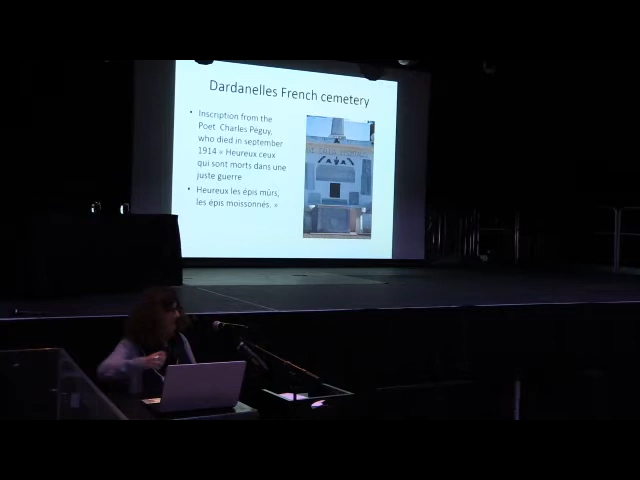 Dardanelles French cemetery
• Inscription from the
Poet Charles Péguy,
who died in september
1914 « Heureux ceux
qui sont morts dans une
juste guerre
• Heureux les épis mûrs,
les épis moissonnés. »